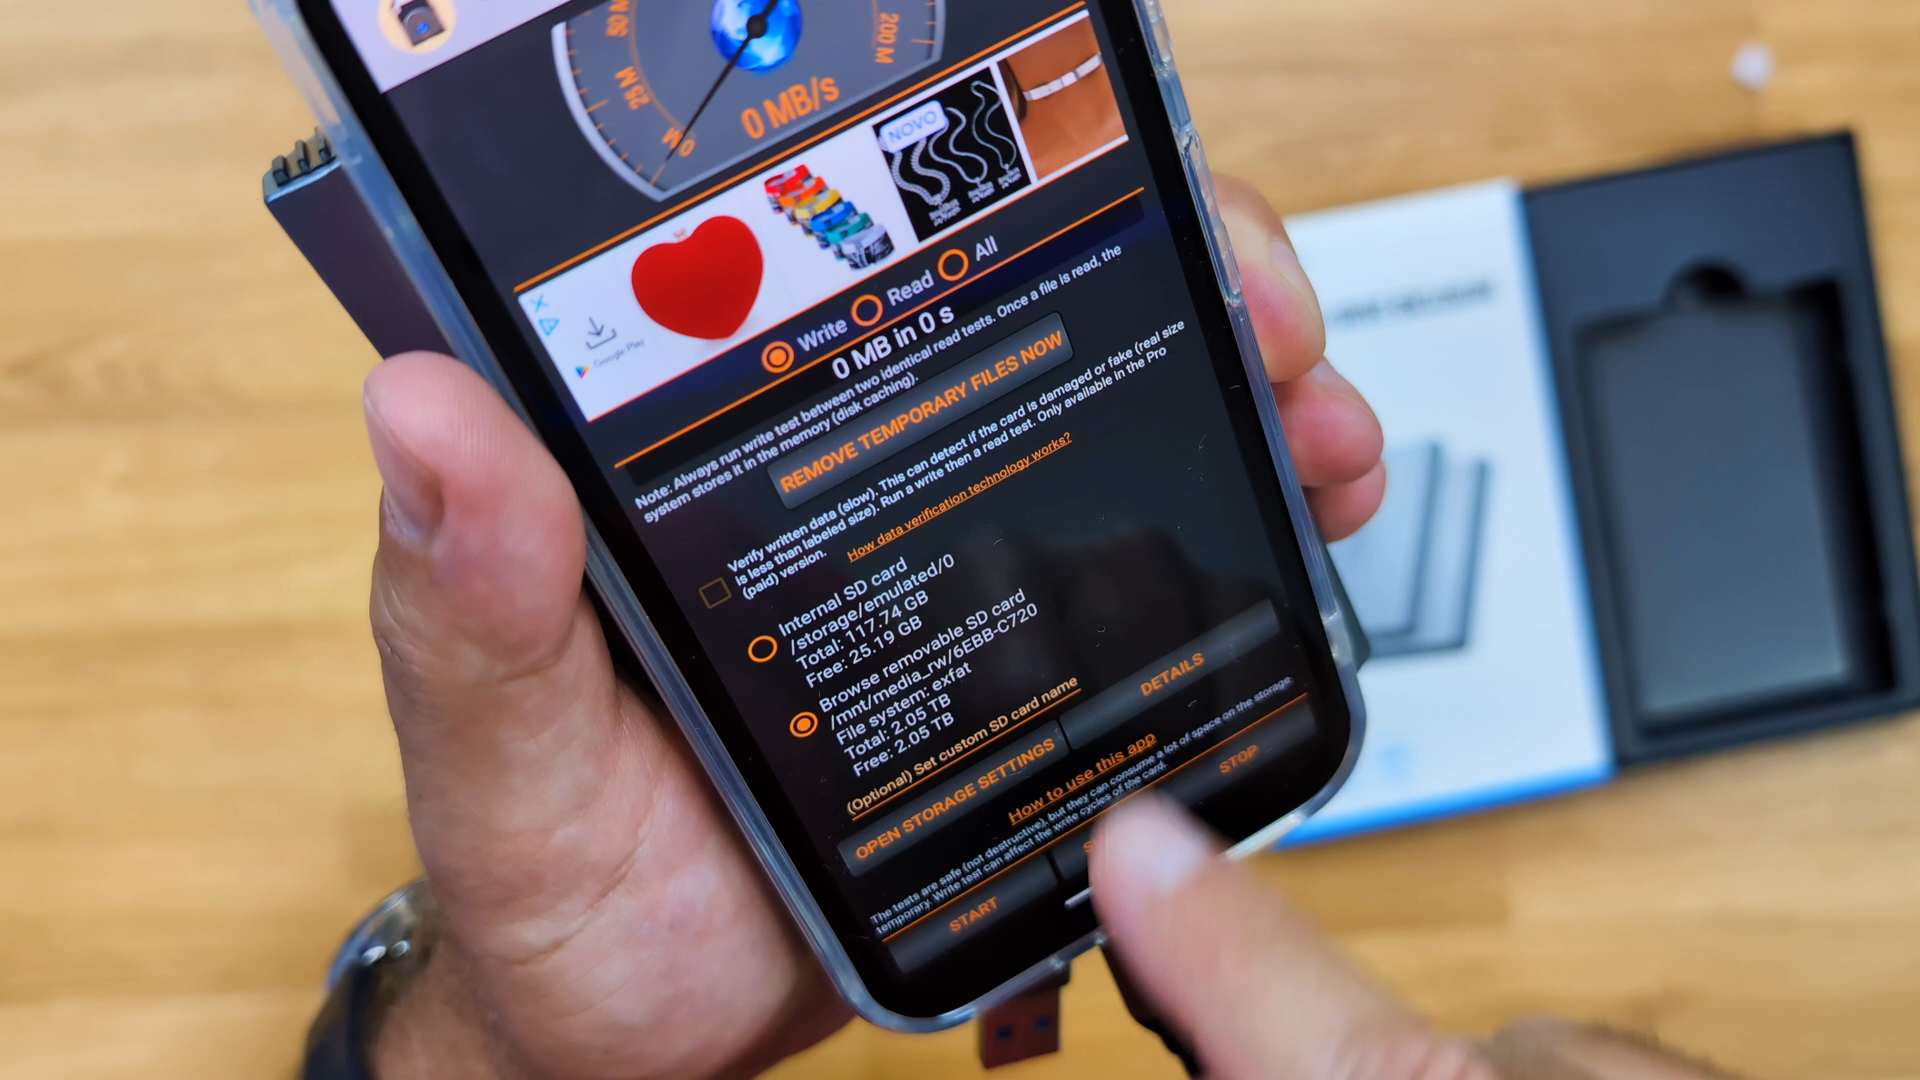 50 M
200 M
25 M
0 M
0 MB/s
NOVO
Google Play
Write Read All
0 MB in 0 s
Note: Always run write test between two identical read tests. Once a file is read, the
system stores it in the memory (disk caching).
REMOVE TEMPORARY FILES NOW
Verify written data (slow). This can detect if the card is damaged or fake (real size
is less than labeled size). Run a write then a read test. Only available in the Pro
(paid) version.
How data verification technology works?
Internal SD card
/storage/emulated/0
Total: 117.74 GB
Free: 25.19 GB
Browse removable SD card
/mnt/media_rw/6EBB-C720
File system: exfat
Total: 2.05 TB
Free: 2.05 TB
(Optional) Set custom SD card name
OPEN STORAGE SETTINGS
DETAILS
How to use this app
The tests are safe (not destructive), but they can consume a lot of space on the storage
temporary. Write test can affect the write cycles of the card.
START
STOP